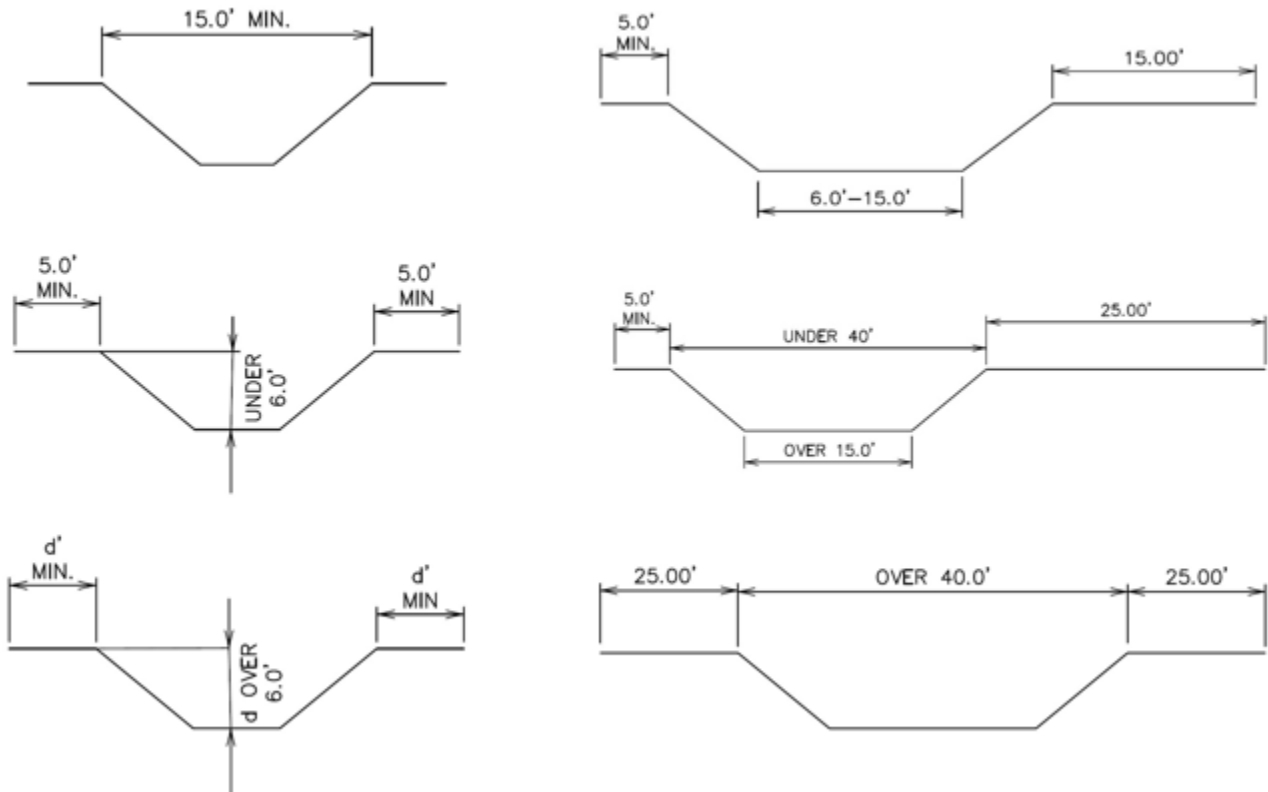 15.0' MIN.
5.0'
MIN.
15.00'
6.0'-15.0'
5.0'
MIN.
5.0'
MIN
UNDER
6.0'
5.0'
MIN.
UNDER 40'
25.00'
OVER 15.0'
d'
MIN.
d'
MIN
d OVER
6.0'
25.00'
OVER 40.0'
25.00'